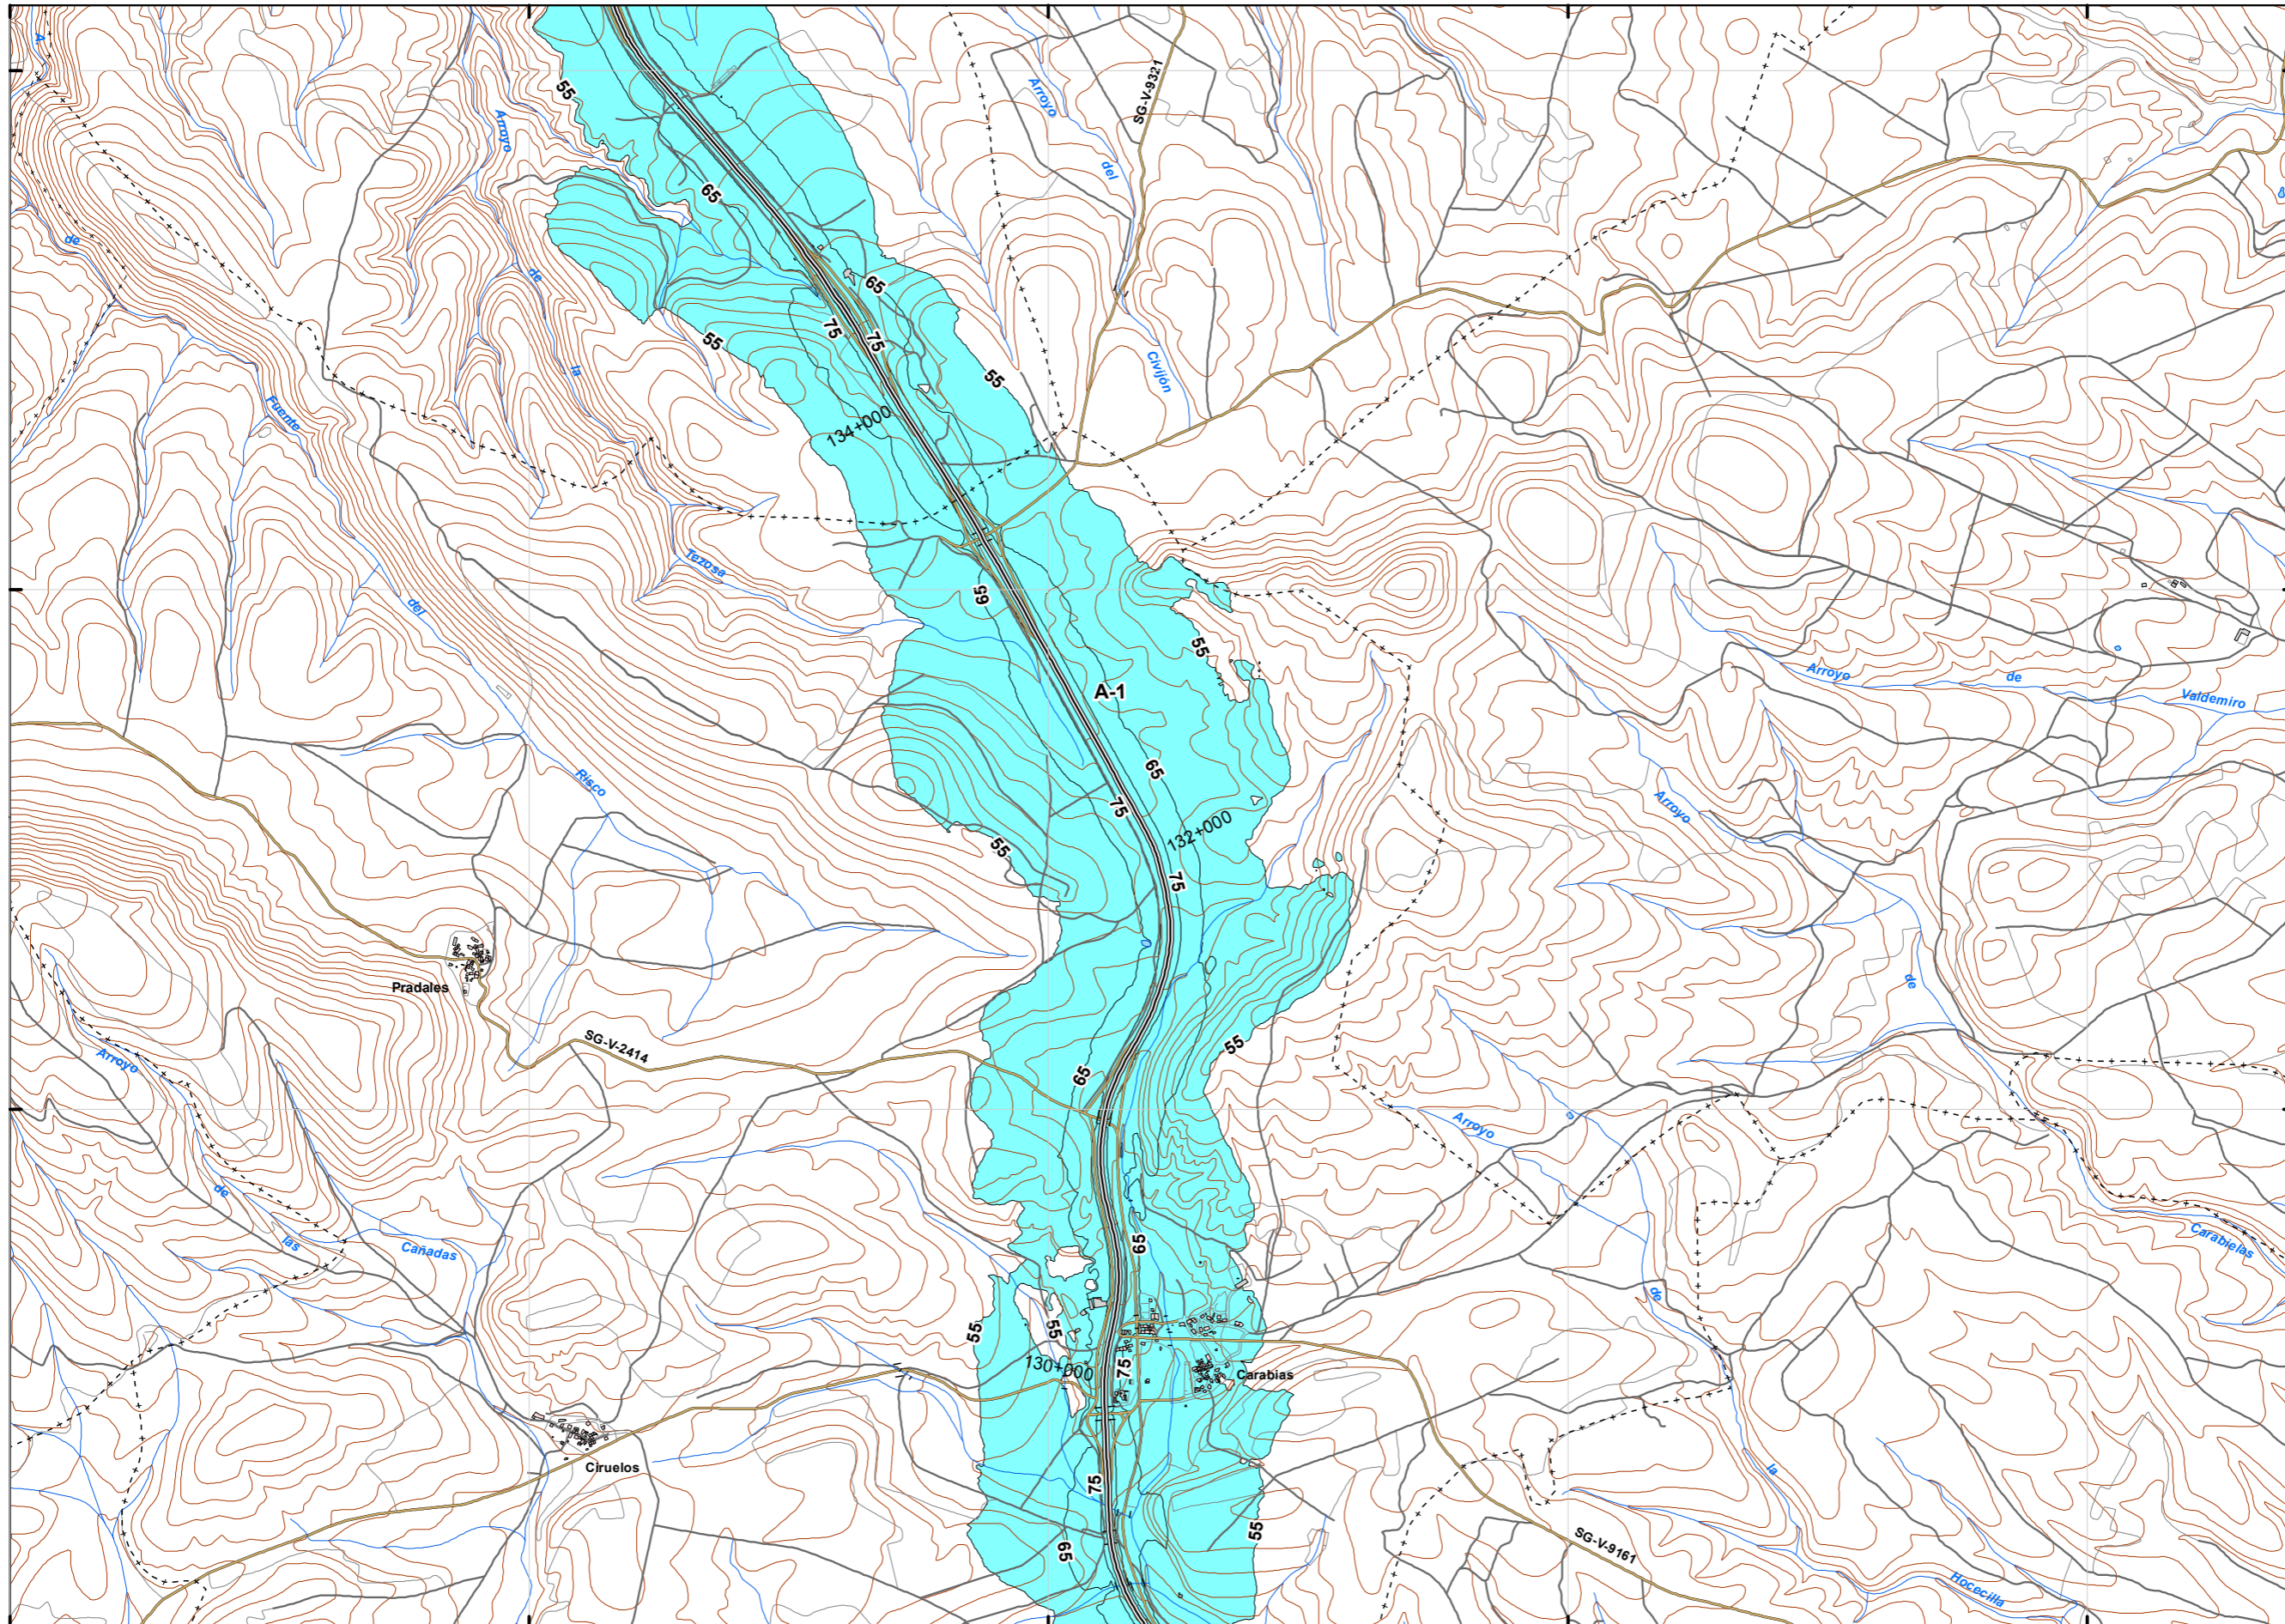 A
55
Arroyo
Arroyo
SG-V-9321
del
65
de
de
65
75
75
la
55
Civijón
55
Fuente
134+000
Tezosa
65
del
55
A-1
Arroyo
de
Valdemiro
65
Risco
75
Arroyo
132+000
55
75
Pradales
de
SG-V-2414
55
Arroyo
65
Arroyo
de
las
Cañadas
65
Carabielas
de
55
55
130+000
75
Carabias
Ciruelos
75
la
55
65
SG-V-9161
Hocecilla